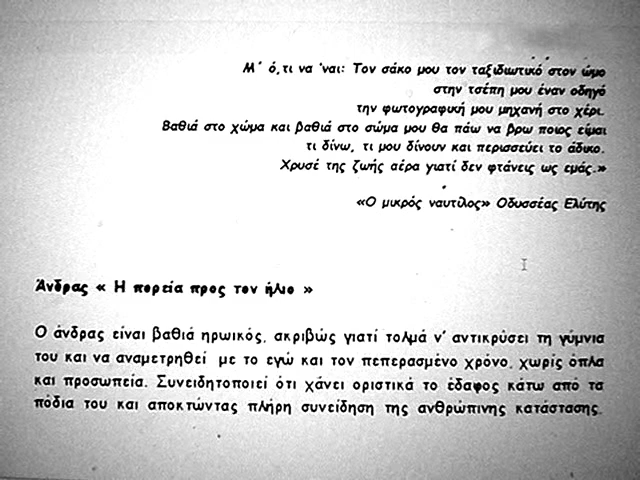 Μ' ό,τι να 'ναι: Τον σάκο μου τον ταξιδιωτικό στον ώμο
στην τσέπη μου έναν οδηγό
την φωτογραφική μου μηχανή στο χέρι.
Βαθιά στο χώμα και βαθιά στο σώμα μου θα πάω να βρω ποιος είμαι
τι δίνω, τι μου δίνουν και περισσεύει το άδικο.
Χρυσέ της ζωής αέρα γιατί δεν φτάνεις ως εμάς.»
«Ο μικρός ναυτίλος» Οδυσσέας Ελύτης
Άνδρας « Η πορεία προς τον ήλιο »
Ο άνδρας είναι βαθιά ηρωικός, ακριβώς γιατί τολμά ν' αντικρύσει τη γύμνια
του και να αναμετρηθεί με το εγώ και τον πεπερασμένο χρόνο, χωρίς όπλα
και προσωπεία. Συνειδητοποιεί ότι χάνει οριστικά το έδαφος κάτω από τα
πόδια του και αποκτώντας πλήρη συνείδηση της ανθρώπινης κατάστασης,